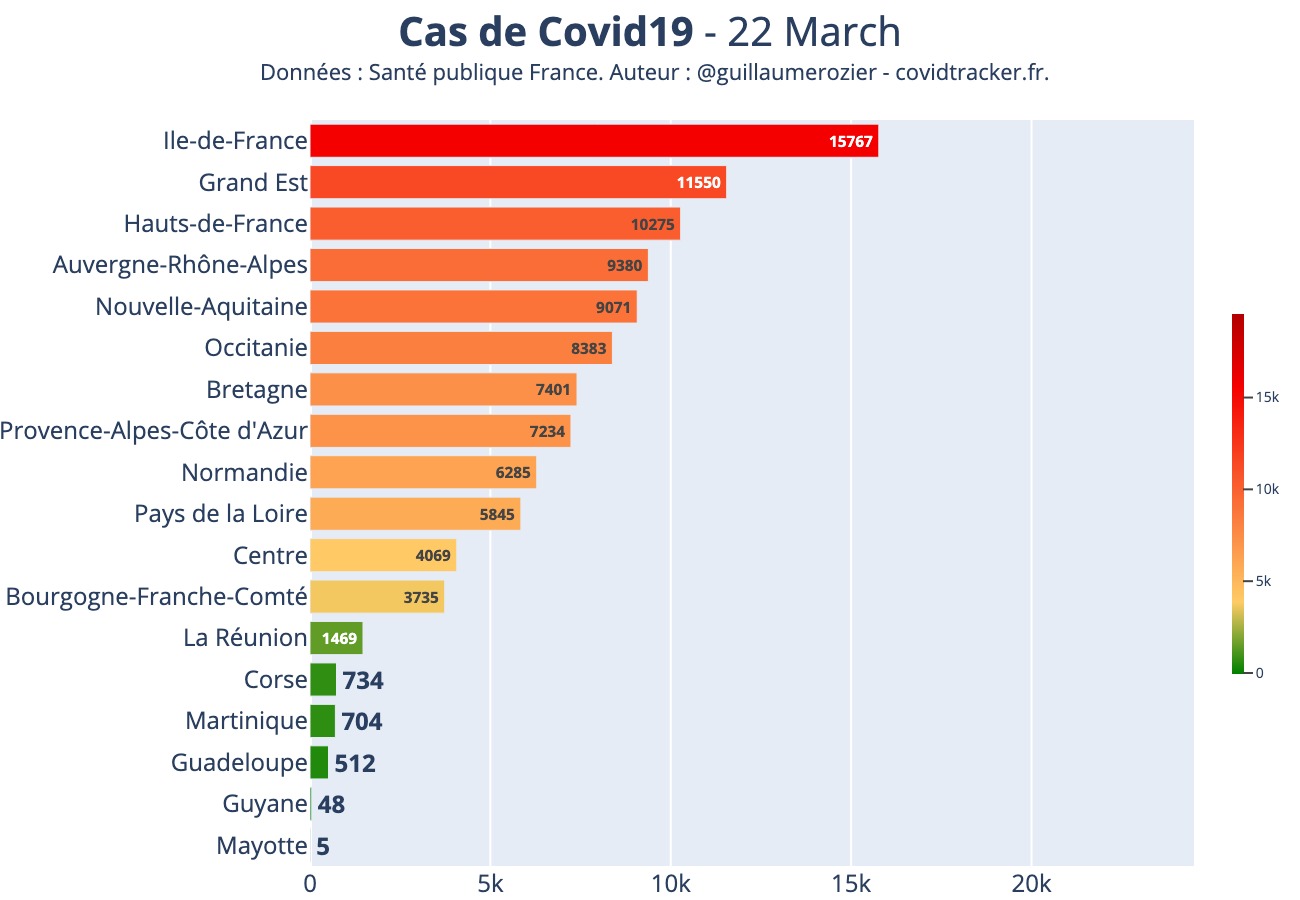 Cas de Covid19 - 22 March
Données : Santé publique France. Auteur : @guillaumerozier - covidtracker.fr.
Ile-de-France 15767
Grand Est 11550
Hauts-de-France 10275
Auvergne-Rhône-Alpes 9380
Nouvelle-Aquitaine 9071
Occitanie 8383
Bretagne 7401
Provence-Alpes-Côte d'Azur 7234
Normandie 6285
Pays de la Loire 5845
Centre 4069
Bourgogne-Franche-Comté 3735
La Réunion 1469
Corse 734
Martinique 704
Guadeloupe 512
Guyane 48
Mayotte 5
0 5k 10k 15k 20k
15k
10k
5k
0